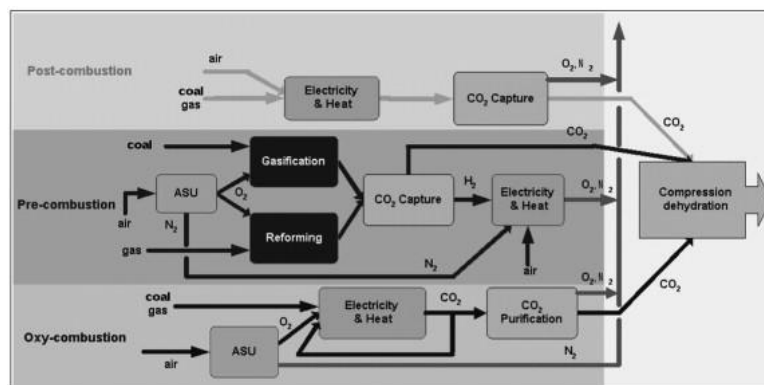 Post-combustion
air
coal
gas
Electricity
& Heat
CO₂ Capture
O₂, N₂
CO₂
Pre-combustion
coal
Gasification
ASU
O₂
air
N₂
Reforming
gas
CO₂ Capture
H₂
Electricity
& Heat
air
N₂
O₂, N₂
CO₂
Compression
dehydration
Oxy-combustion
coal
gas
O₂
air
ASU
Electricity
& Heat
CO₂
CO₂
Purification
O₂, N₂
N₂
CO₂